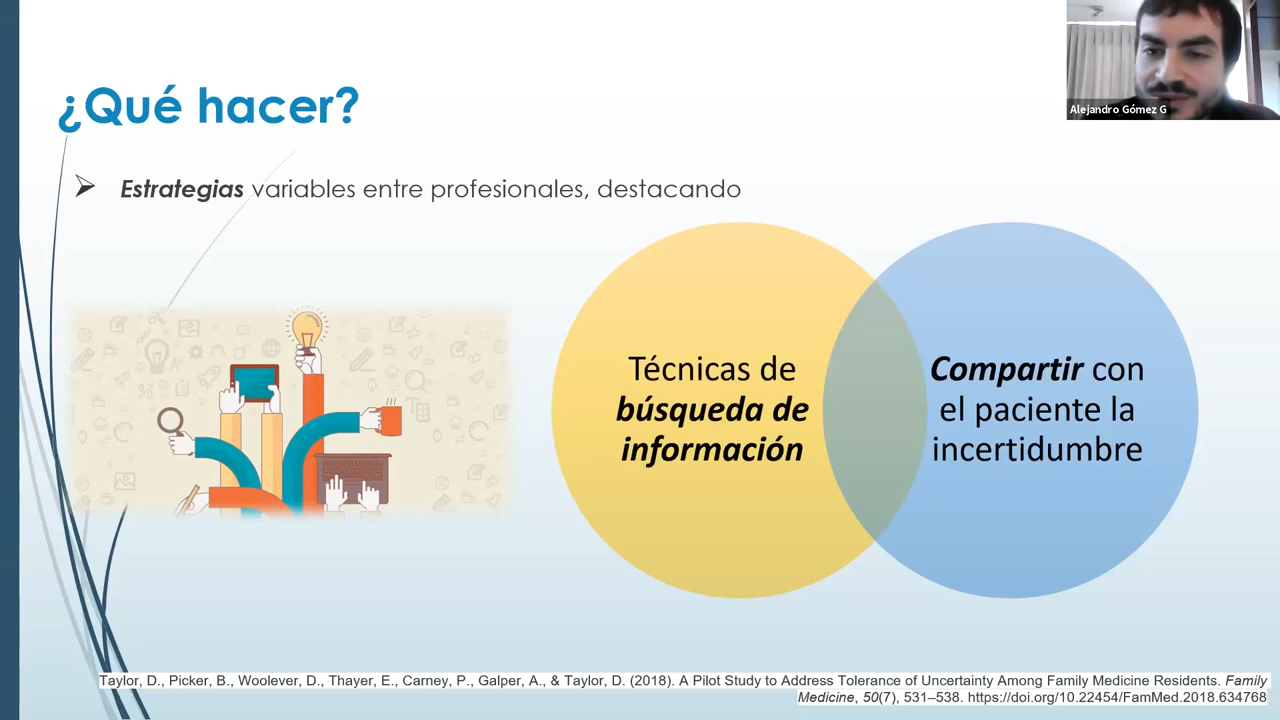 Alejandro Gómez G
¿Qué hacer?
Estrategias variables entre profesionales, destacando
Técnicas de
búsqueda de
información
Compartir con
el paciente la
incertidumbre
Taylor, D., Picker, B., Woolever, D., Thayer, E., Carney, P., Galper, A., & Taylor, D. (2018). A Pilot Study to Address Tolerance of Uncertainty Among Family Medicine Residents. Family
Medicine, 50(7), 531–538. https://doi.org/10.22454/FamMed.2018.634768